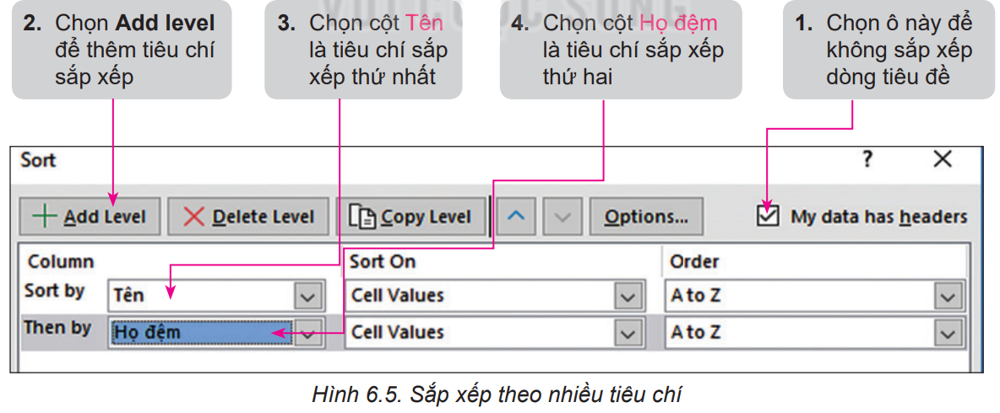 VỚI CUỘC SỐNG
2. Chọn Add level
để thêm tiêu chí
sắp xếp
3. Chọn cột Tên
là tiêu chí sắp
xếp thứ nhất
4. Chọn cột Họ đệm
là tiêu chí sắp xếp
thứ hai
1. Chọn ô này để
không sắp xếp
dòng tiêu đề
Sort ?
Add Level Delete Level Copy Level Options... My data has headers
Column Sort On Order
Sort by Tên Cell Values A to Z
Then by Họ đệm Cell Values A to Z
Hình 6.5. Sắp xếp theo nhiều tiêu chí